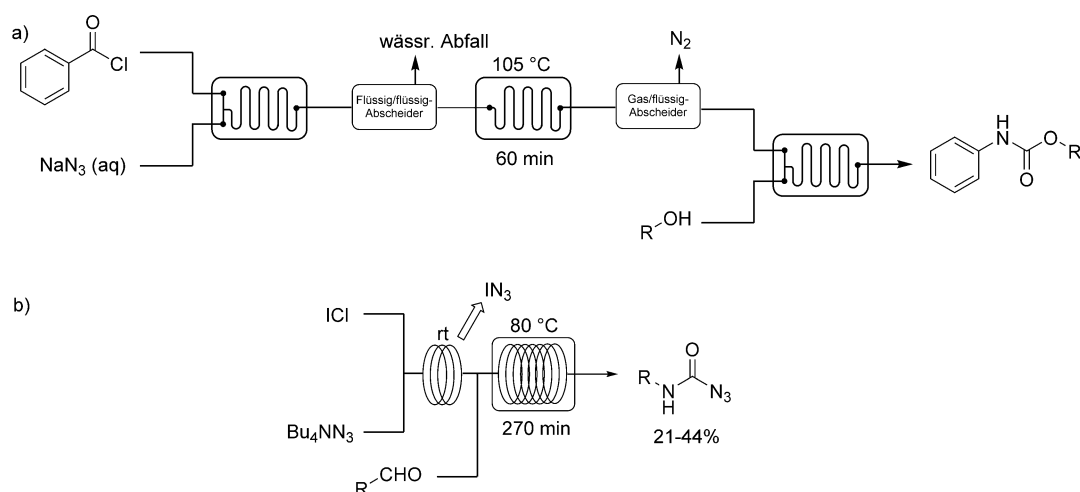 a)
O
Cl
NaN3 (aq)
wässr. Abfall
Flüssig/flüssig-
Abscheider
105 °C
60 min
N2
Gas/flüssig-
Abscheider
R OH
H
N
O
R
O
b)
ICl
Bu4NN3
R CHO
rt
IN3
80 °C
270 min
O
R
N
H
N3
21-44%